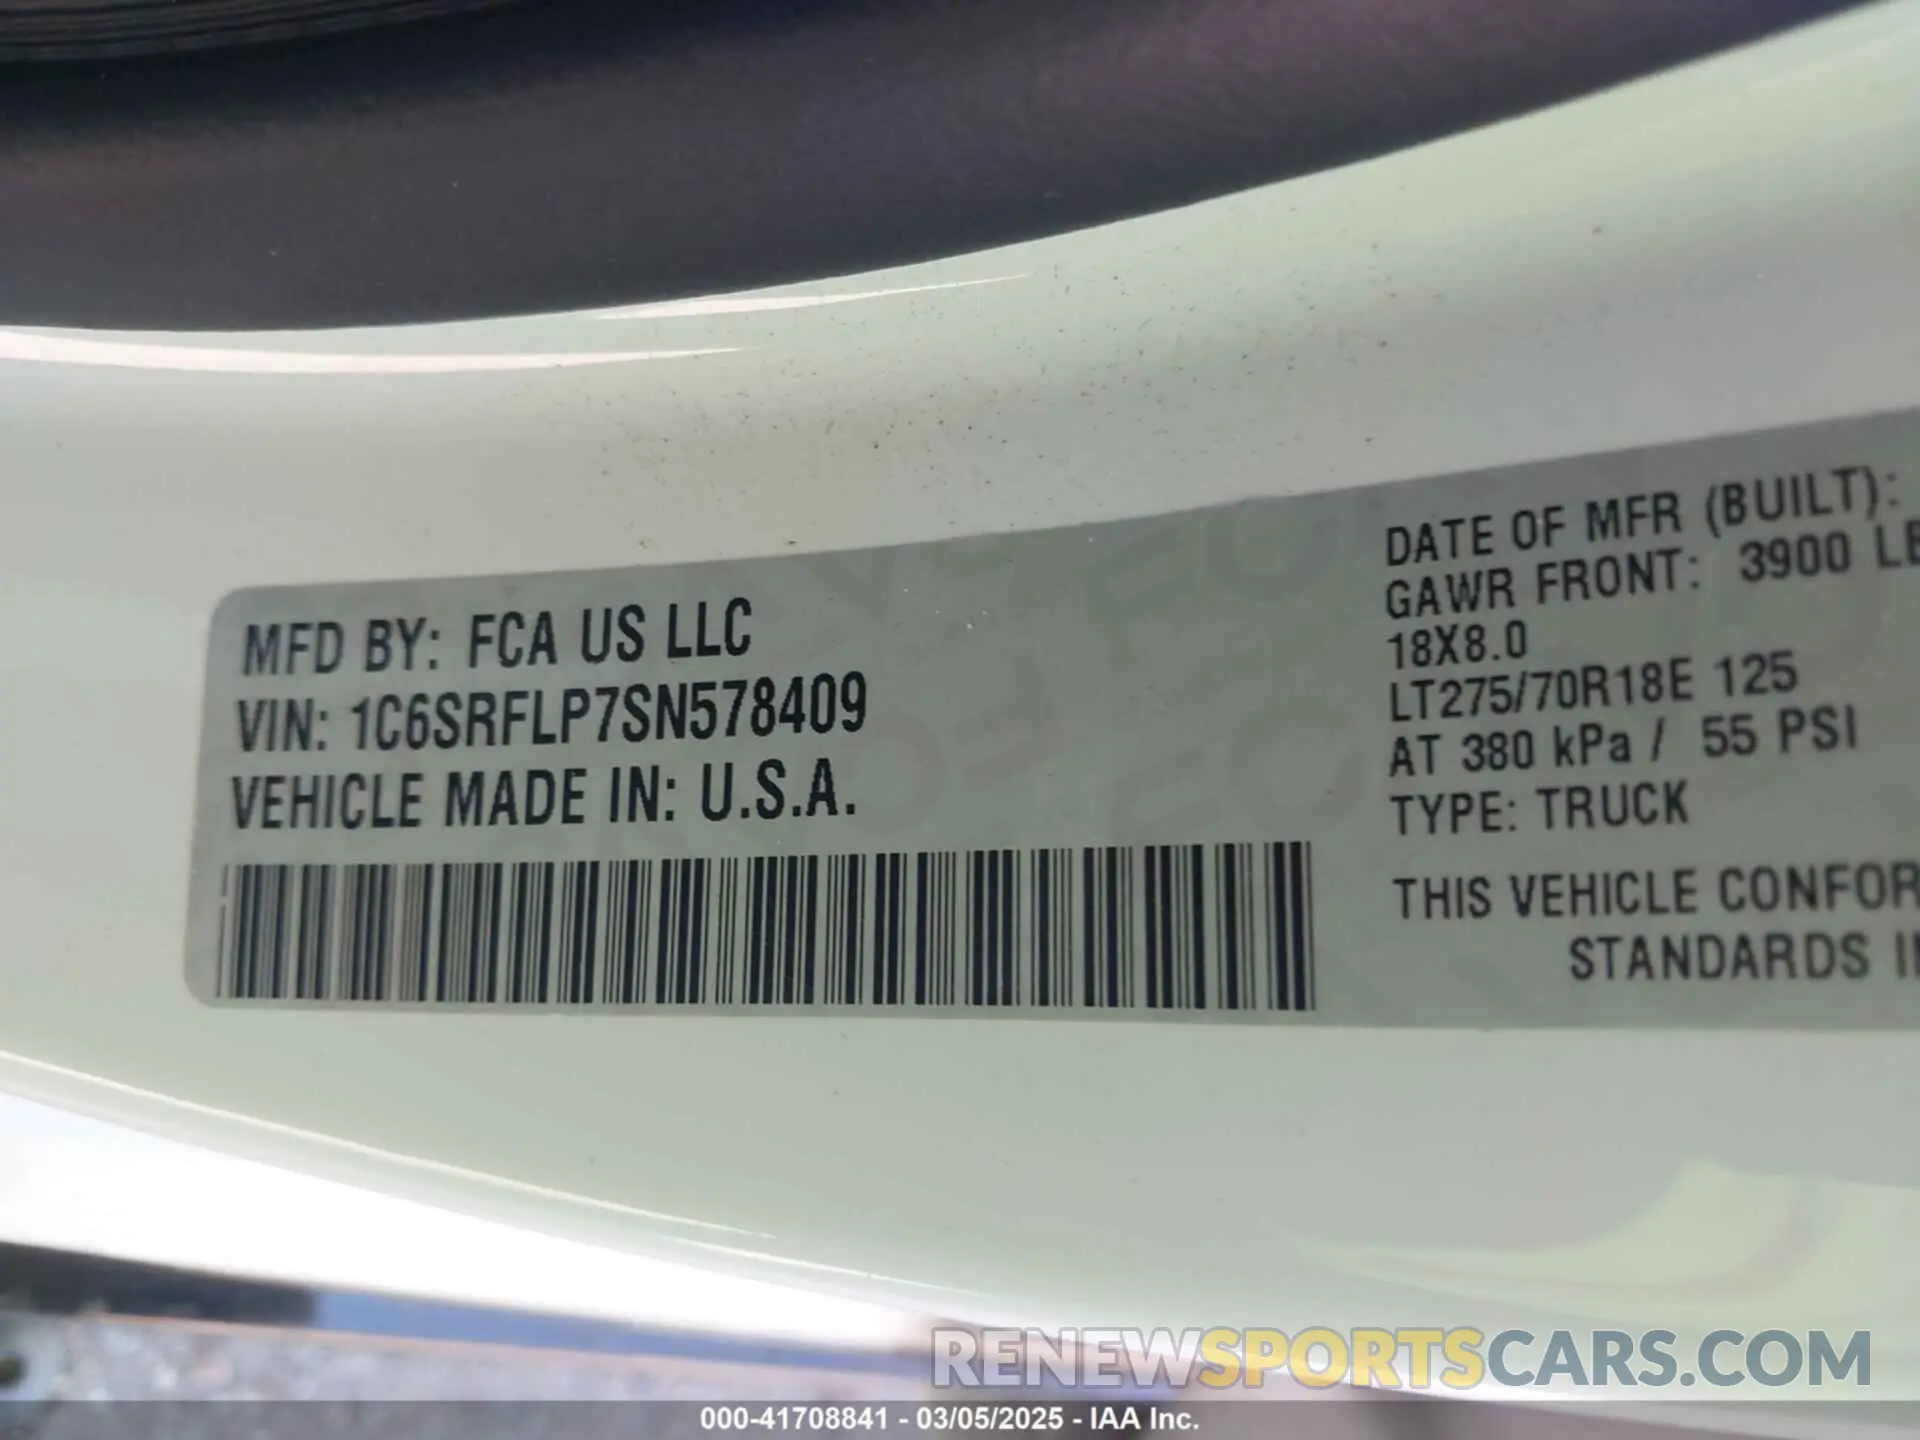 MFD BY: FCA US LLC
VIN: 1C6SRFLP7SN578409
VEHICLE MADE IN: U.S.A.
DATE OF MFR (BUILT):
GAWR FRONT: 3900
18X8.0
LT275/70R18E 125
AT 380 kPa / 55 PSI
TYPE: TRUCK
THIS VEHICLE
STANDARDS
RENEWSPORTSCARS.COM
000-41708841 - 03/05/2025 - IAA Inc.